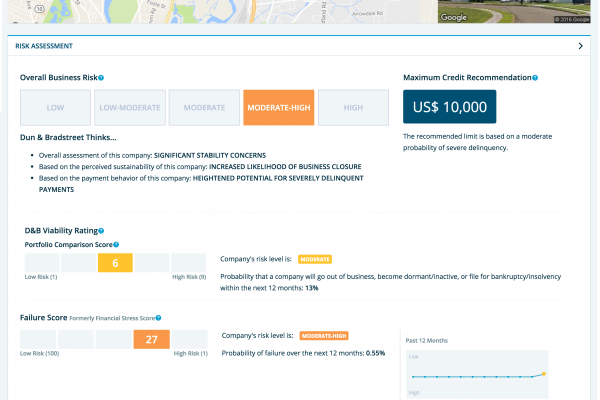 Google
© 2016 Google
RISK ASSESSMENT
Overall Business Risk
Maximum Credit Recommendation
LOW
LOW-MODERATE
MODERATE
MODERATE-HIGH
HIGH
US$ 10,000
Dun & Bradstreet Thinks...
The recommended limit is based on a moderate
probability of severe delinquency.
Overall assessment of this company: SIGNIFICANT STABILITY CONCERNS
Based on the perceived sustainability of this company: INCREASED LIKELIHOOD OF BUSINESS CLOSURE
Based on the payment behavior of this company: HEIGHTENED POTENTIAL FOR SEVERELY DELINQUENT
PAYMENTS
D&B Viability Rating
Portfolio Comparison Score
6
Low Risk (1)
High Risk (9)
Company's risk level is: MODERATE
Probability that a company will go out of business, become dormant/inactive, or file for bankruptcy/insolvency
within the next 12 months: 13%
Failure Score Formerly Financial Stress Score
27
Low Risk (100)
High Risk (1)
Company's risk level is: MODERATE-HIGH
Probability of failure over the next 12 months: 0.55%
Past 12 Months
Low
High